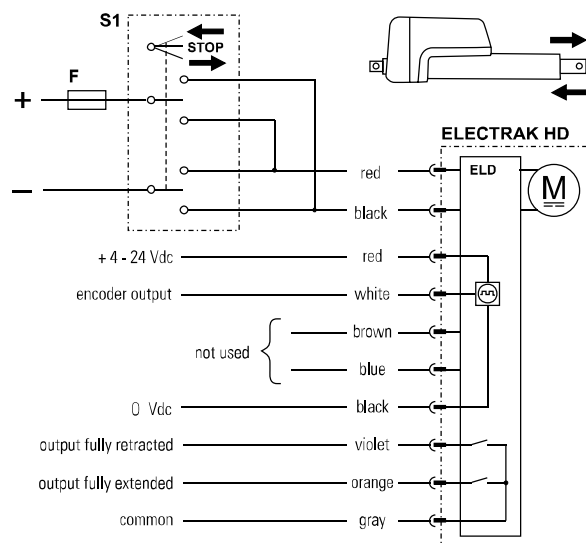 S1
STOP
F
+
–
ELECTRAK HD
ELD
M
red
black
+ 4 - 24 Vdc red
encoder output white
not used
brown
blue
0 Vdc black
output fully retracted violet
output fully extended orange
common gray